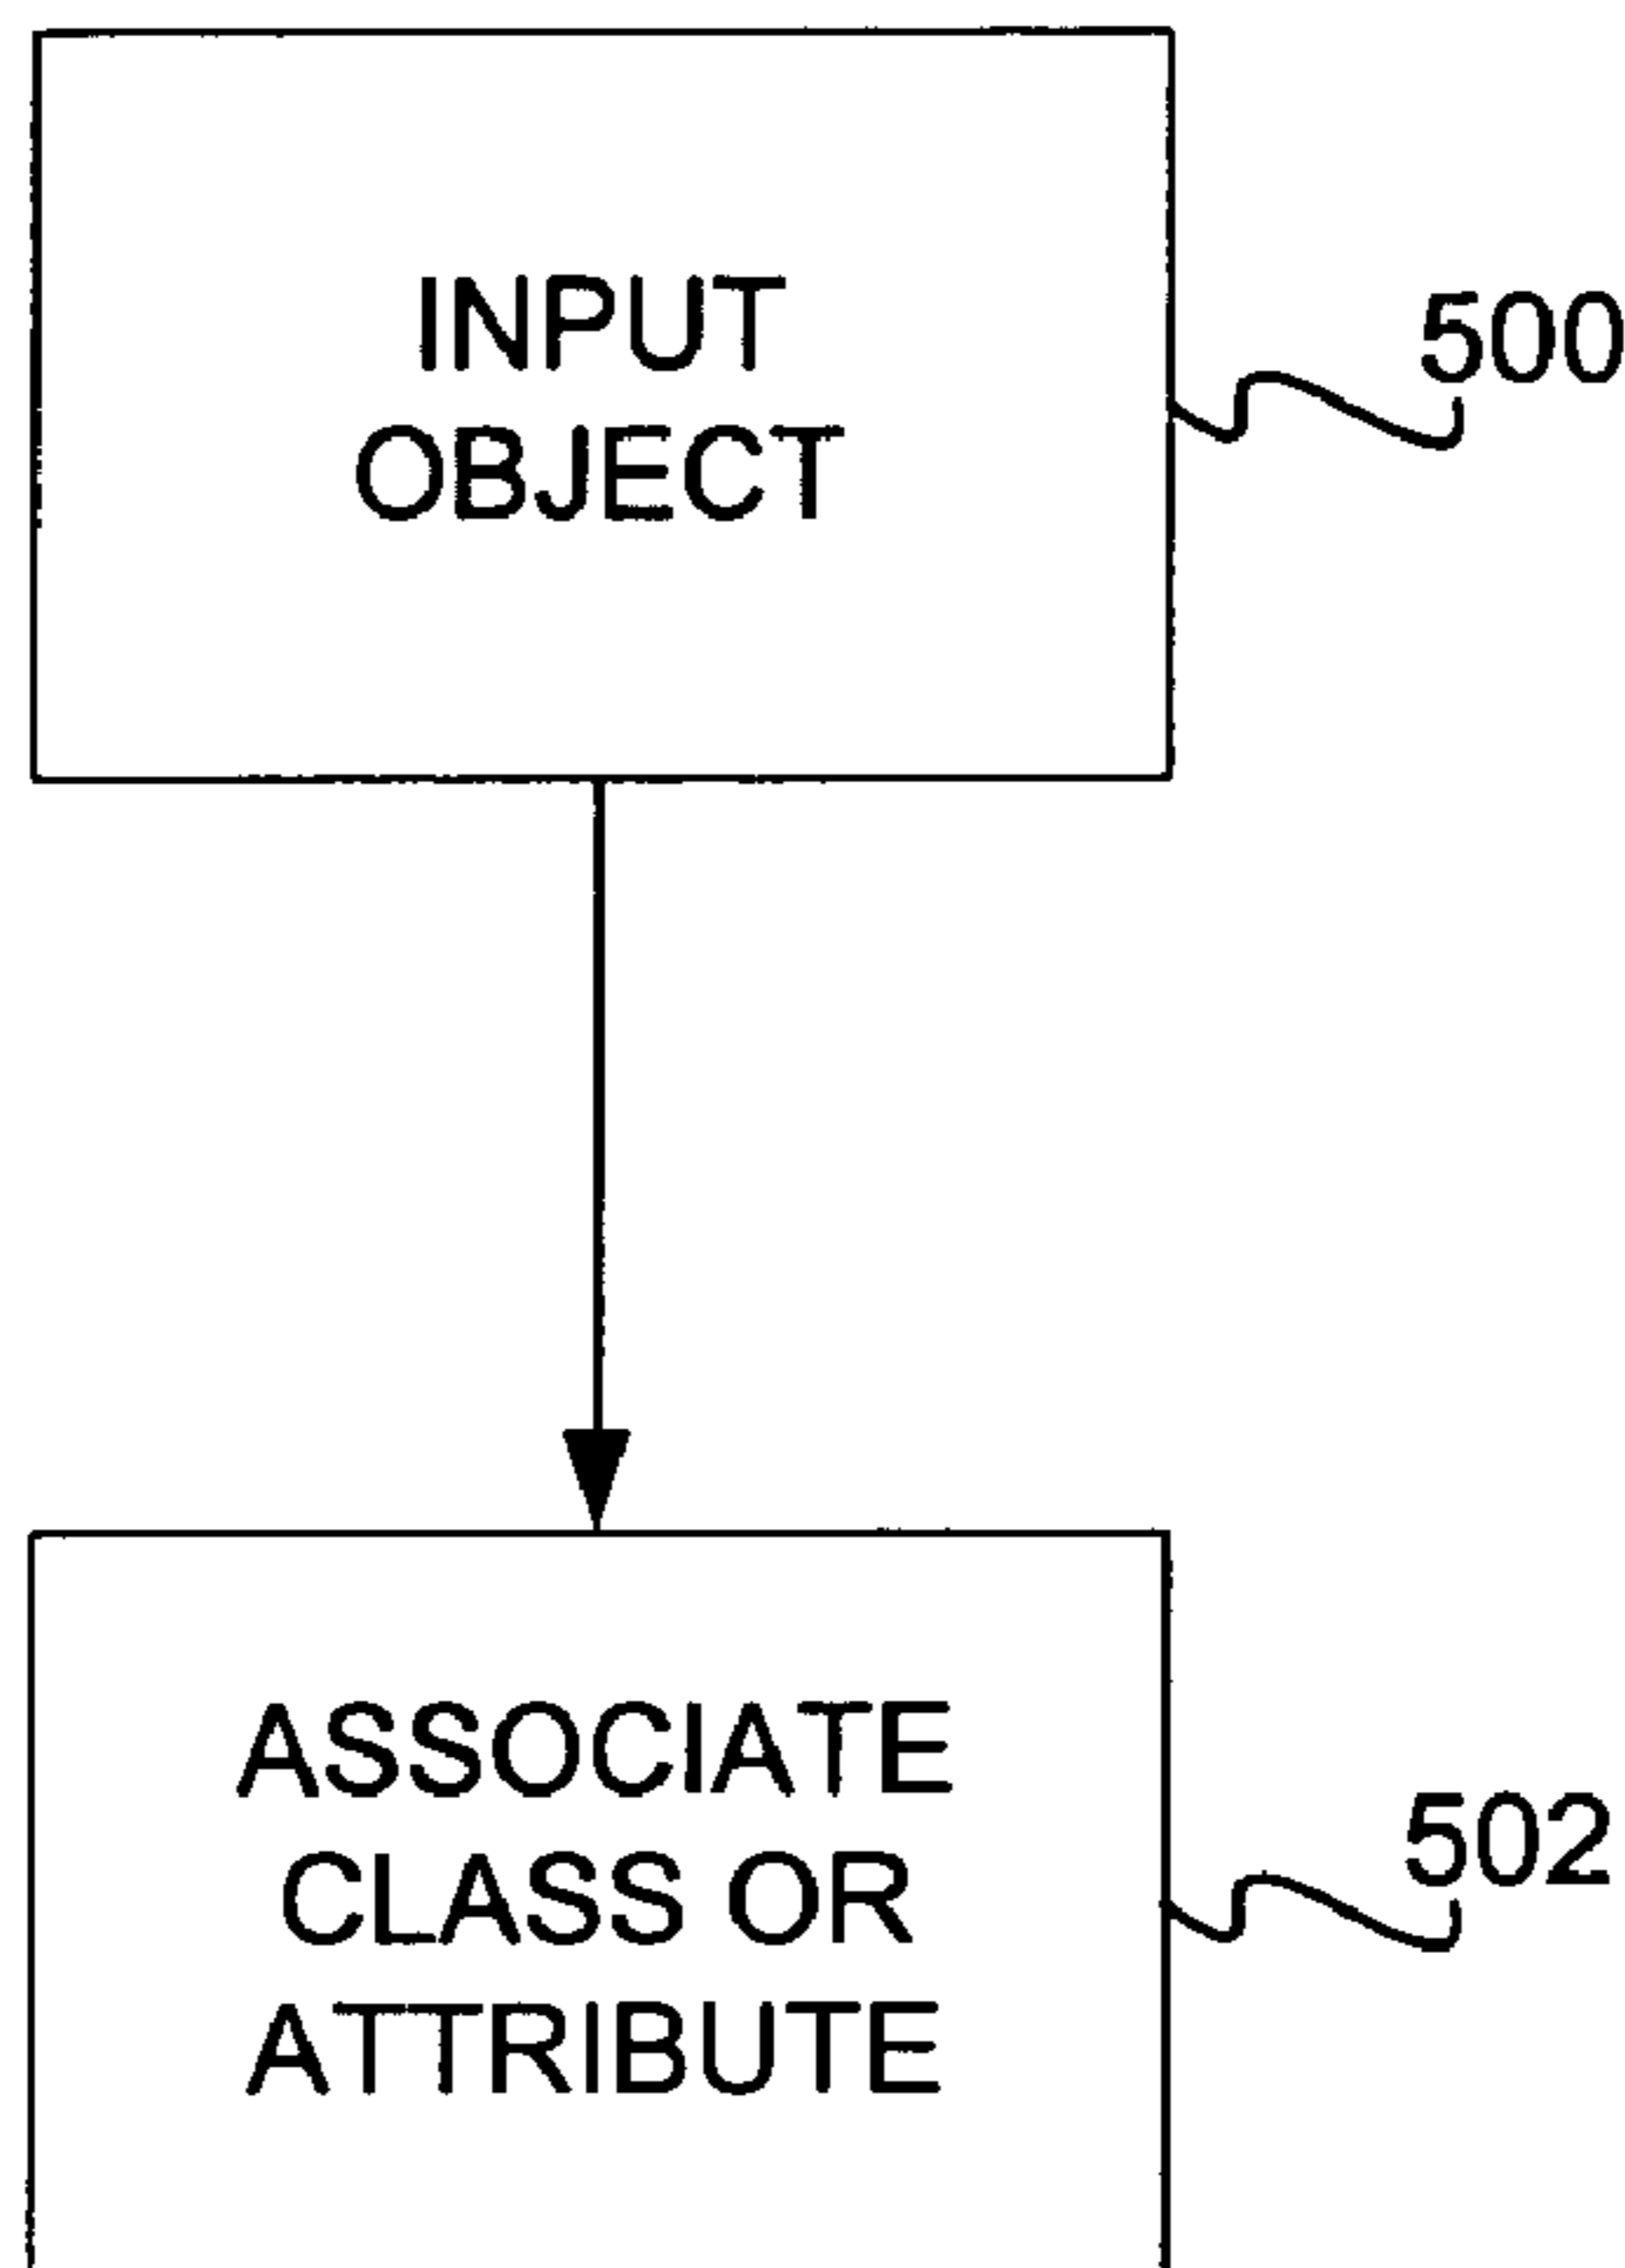 INPUT
OBJECT
500
ASSOCIATE
CLASS OR
ATTRIBUTE
502